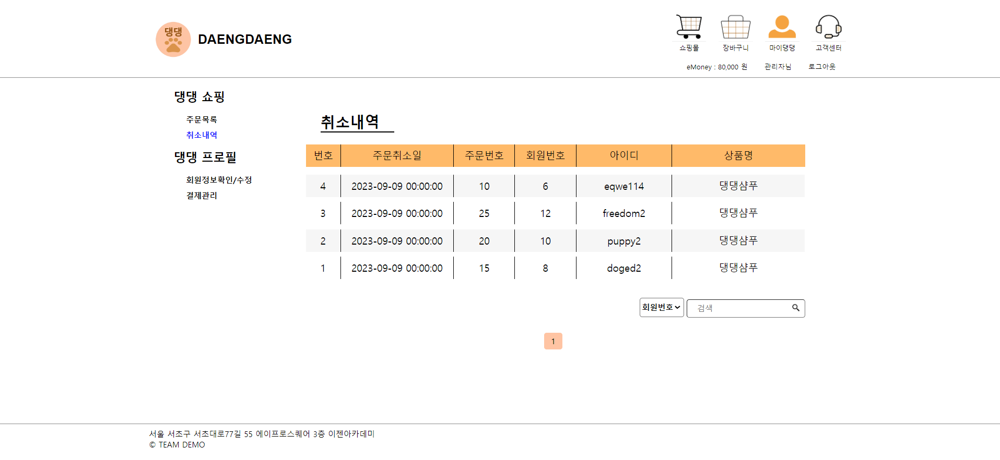 댕댕
DAENGDAENG
쇼핑몰 장바구니 마이댕댕 고객센터
eMoney : 80,000 원 관리자님 로그아웃
댕댕 쇼핑
주문목록
취소내역
댕댕 프로필
회원정보확인/수정
결제관리
취소내역
번호 주문취소일 주문번호 회원번호 아이디 상품명
4 2023-09-09 00:00:00 10 6 eqwe114 댕댕샴푸
3 2023-09-09 00:00:00 25 12 freedom2 댕댕샴푸
2 2023-09-09 00:00:00 20 10 puppy2 댕댕샴푸
1 2023-09-09 00:00:00 15 8 doged2 댕댕샴푸
회원번호 검색
1
서울 서초구 서초대로77길 55 에이프로스퀘어 3층 이젠아카데미
© TEAM DEMO